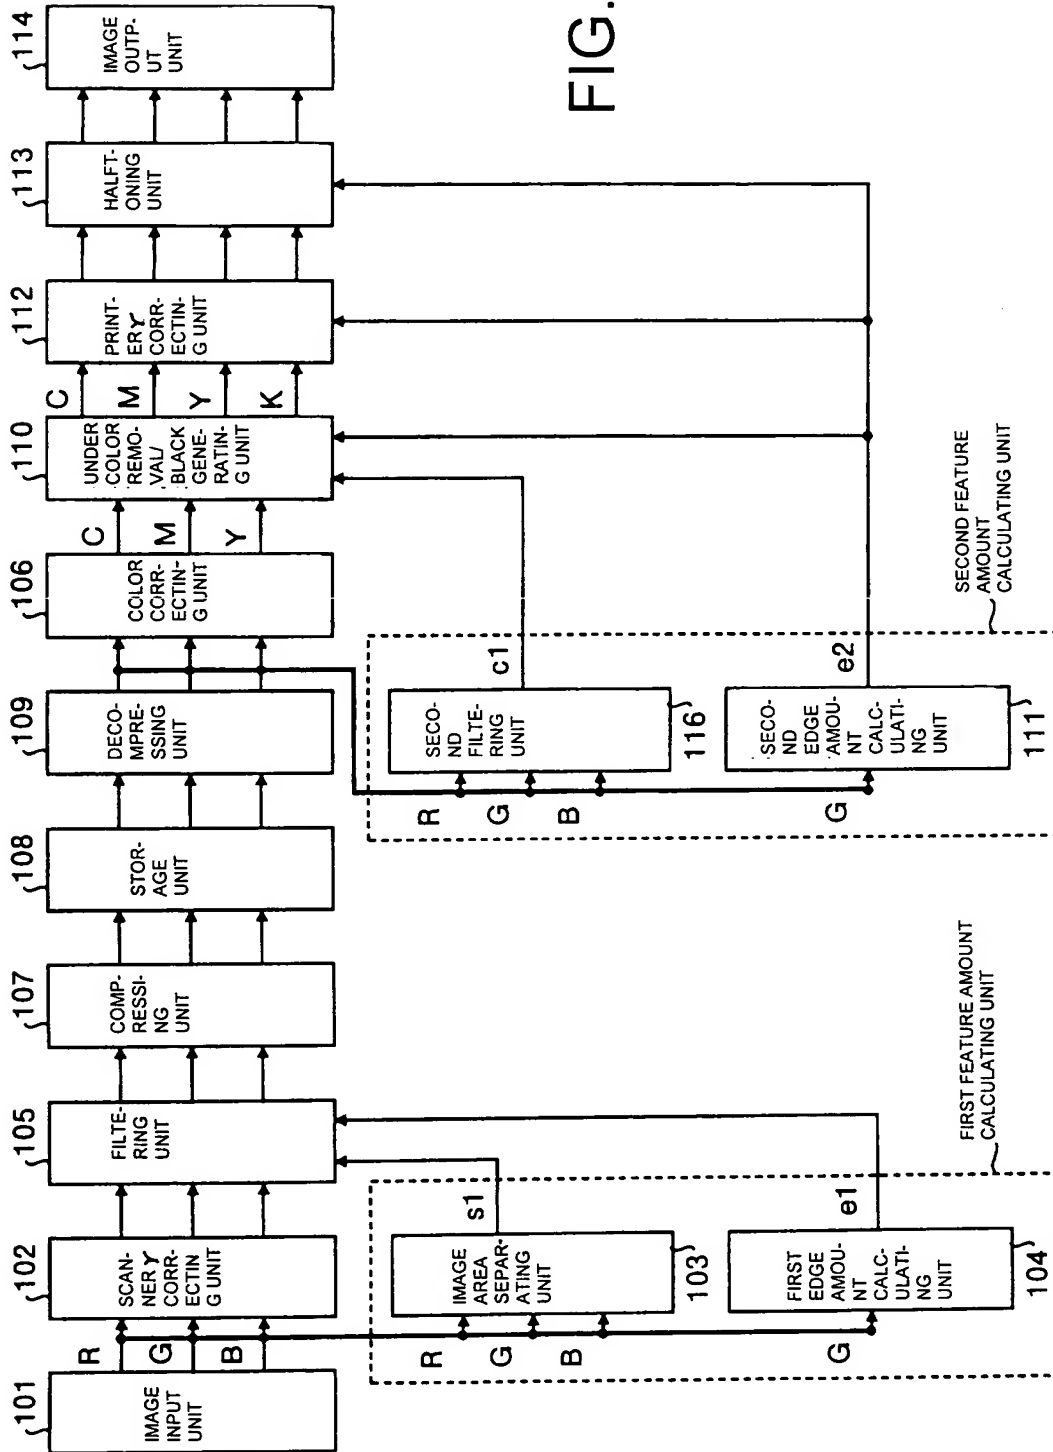 101
IMAGE
INPUT
UNIT
R
G
B
102
SCAN-
NER γ
CORR-
ECTIN
G UNIT
105
FILTE-
RING
UNIT
107
COMP-
RESSI-
NG
UNIT
108
STOR-
AGE
UNIT
109
DECO-
MPRE-
SSING
UNIT
106
COLOR
CORR-
ECTIN-
G UNIT
C
M
Y
110
UNDER
COLOR
REMO-
VAL/
BLACK
GENE-
RATIN-
G UNIT
C
M
Y
K
112
PRINT-
ER γ
CORR-
ECTIN-
G UNIT
113
HALFT-
ONING
UNIT
114
IMAGE
OUTP-
UT
UNIT
R
G
B
IMAGE
AREA
SEPAR-
ATING
UNIT
103
s1
G
FIRST
EDGE
AMOU-
NT
CALC-
ULATI-
NG
UNIT
104
e1
FIRST FEATURE AMOUNT
CALCULATING UNIT
R
G
B
SECO-
ND
FILTE-
RING
UNIT
116
c1
G
SECO-
ND
EDGE
AMOU-
NT
CALC-
ULATI-
NG
UNIT
111
e2
SECOND FEATURE
AMOUNT
CALCULATING UNIT
FIG.